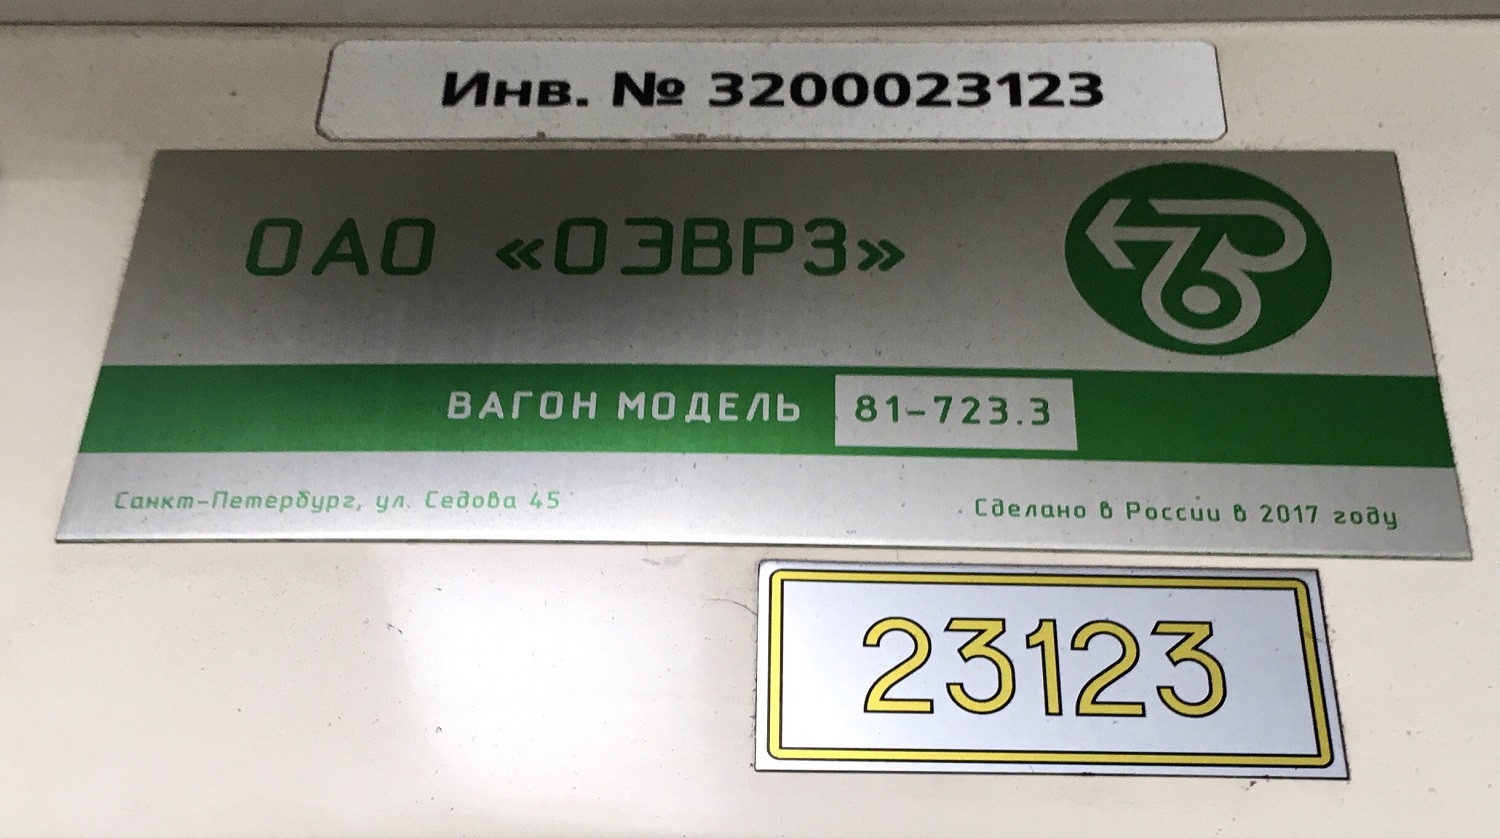 Инв. № 3200023123
ОАО «ОЭВРЗ»
ВАГОН МОДЕЛЬ 81-723.3
Санкт-Петербург, ул. Седова 45
Сделано в России в 2017 году
23123